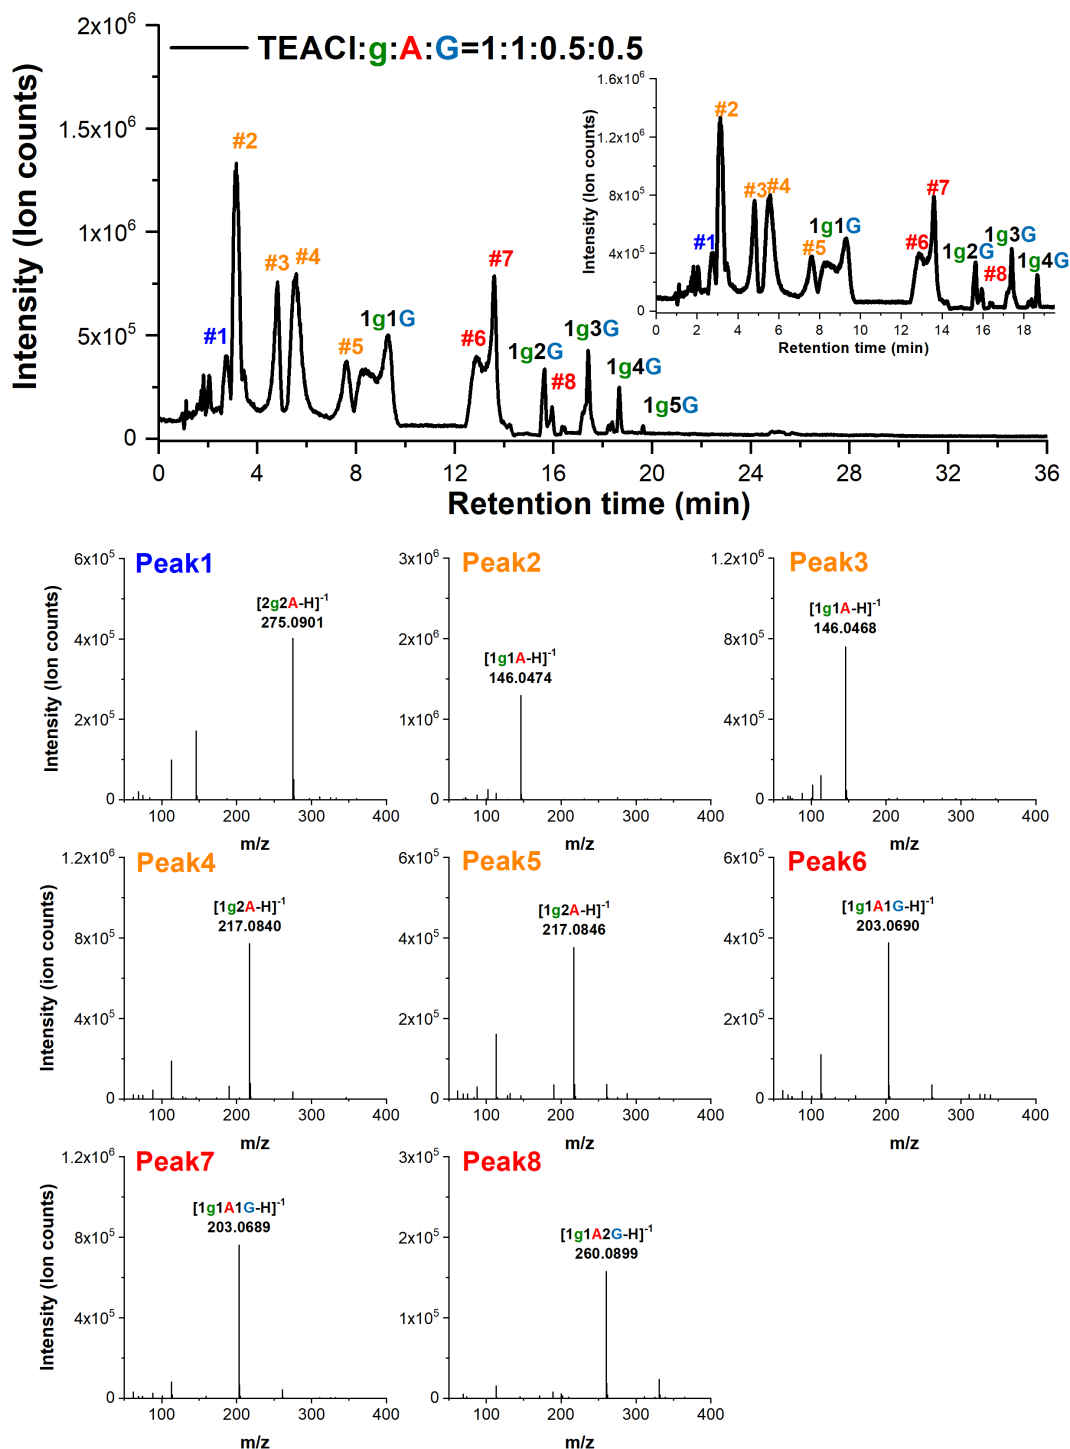 TEACl:g:A:G=1:1:0.5:0.5
Intensity (Ion counts)
2x10⁶
1.5x10⁶
1x10⁶
5x10⁵
0
#1
#2
#3
#4
#5
1g1G
#6
#7
1g2G
#8
1g3G
1g4G
1g5G
0 4 8 12 16 20 24 28 32 36
Retention time (min)
Intensity (Ion counts)
1.6x10⁶
1.2x10⁶
8x10⁵
4x10⁵
0
#1
#2
#3
#4
#5
1g1G
#6
#7
1g2G
#8
1g3G
1g4G
0 2 4 6 8 10 12 14 16 18
Retention time (min)
Peak1
Intensity (Ion counts)
6x10⁵
4x10⁵
2x10⁵
0
[2g2A-H]⁻¹
275.0901
100 200 300 400
m/z
Peak2
3x10⁶
2x10⁶
1x10⁶
0
[1g1A-H]⁻¹
146.0474
100 200 300 400
m/z
Peak3
1.2x10⁶
8x10⁵
4x10⁵
0
[1g1A-H]⁻¹
146.0468
100 200 300 400
m/z
Peak4
Intensity (ion counts)
1.2x10⁶
8x10⁵
4x10⁵
0
[1g2A-H]⁻¹
217.0840
100 200 300 400
m/z
Peak5
6x10⁵
4x10⁵
2x10⁵
0
[1g2A-H]⁻¹
217.0846
100 200 300 400
m/z
Peak6
6x10⁵
4x10⁵
2x10⁵
0
[1g1A1G-H]⁻¹
203.0690
100 200 300 400
m/z
Peak7
Intensity (Ion counts)
1.2x10⁶
8x10⁵
4x10⁵
0
[1g1A1G-H]⁻¹
203.0689
100 200 300 400
m/z
Peak8
3x10⁵
2x10⁵
1x10⁵
0
[1g1A2G-H]⁻¹
260.0899
100 200 300 400
m/z